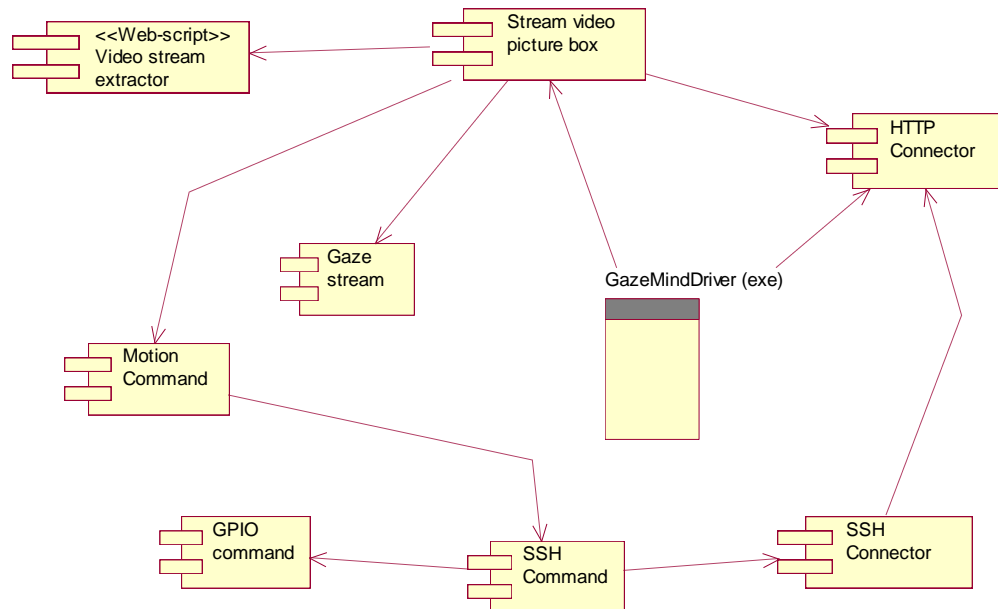 <<Web-script>>
Video stream
extractor
Stream video
picture box
HTTP
Connector
Gaze
stream
GazeMindDriver (exe)
Motion
Command
GPIO
command
SSH
Command
SSH
Connector